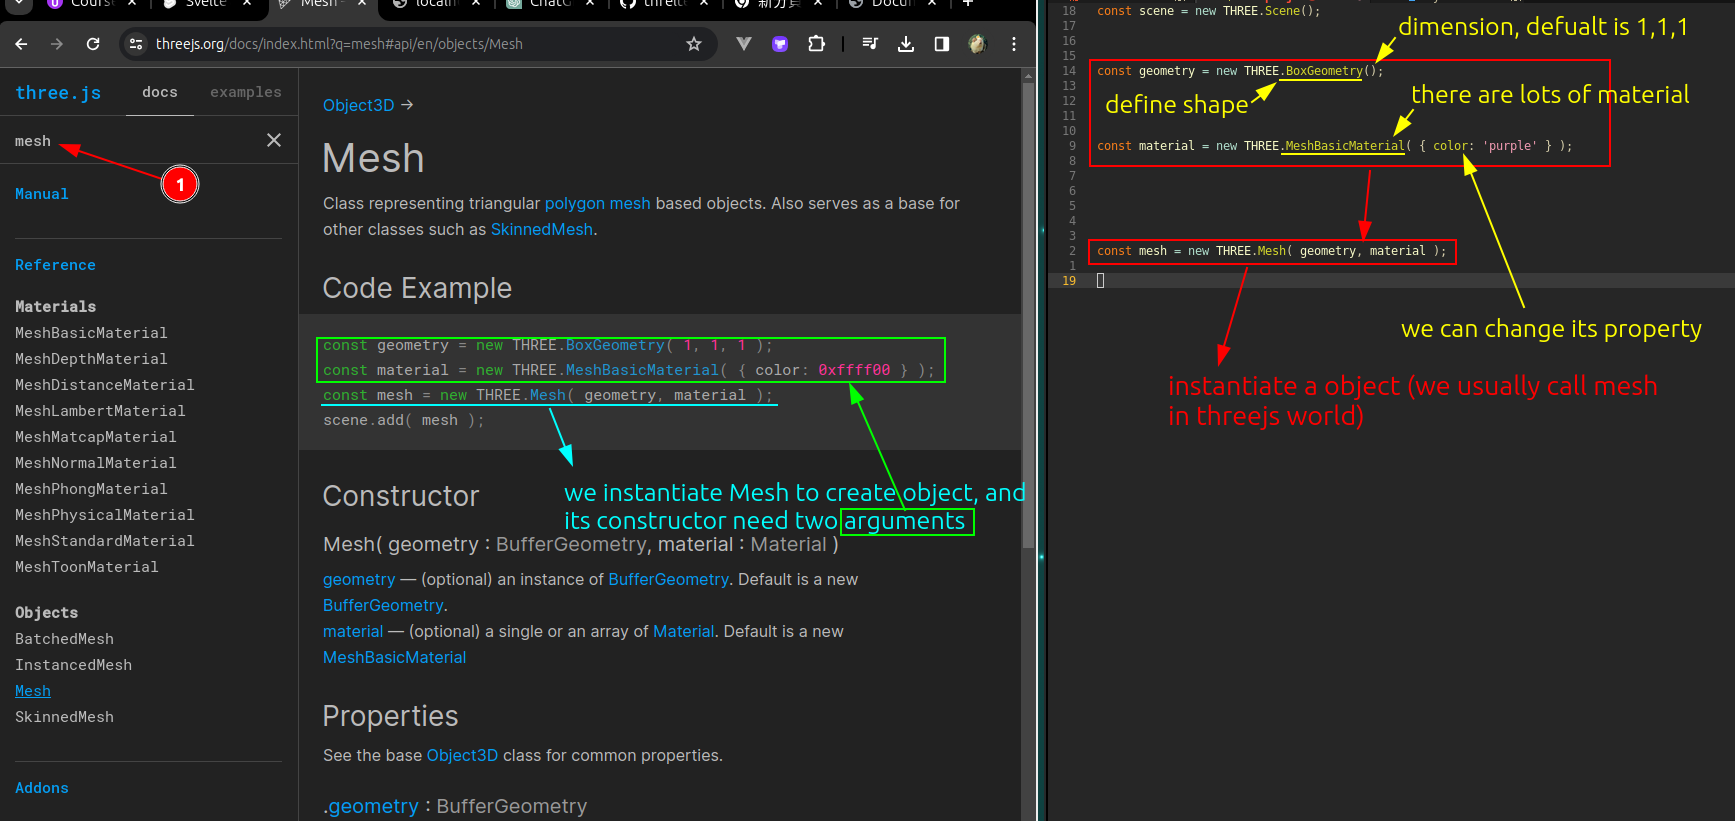 Course
Svelte
Mesh
localh
ChatG
threlte
新分頁
Docum
threejs.org/docs/index.html?q=mesh#api/en/objects/Mesh
three.js
docs
examples
mesh
1
Manual
Reference
Materials
MeshBasicMaterial
MeshDepthMaterial
MeshDistanceMaterial
MeshLambertMaterial
MeshMatcapMaterial
MeshNormalMaterial
MeshPhongMaterial
MeshPhysicalMaterial
MeshStandardMaterial
MeshToonMaterial
Objects
BatchedMesh
InstancedMesh
Mesh
SkinnedMesh
Addons
Object3D →
Mesh
Class representing triangular polygon mesh based objects. Also serves as a base for
other classes such as SkinnedMesh.
Code Example
const geometry = new THREE.BoxGeometry( 1, 1, 1 );
const material = new THREE.MeshBasicMaterial( { color: 0xffff00 } );
const mesh = new THREE.Mesh( geometry, material );
scene.add( mesh );
we instantiate Mesh to create object, and
its constructor need two arguments
Constructor
Mesh( geometry : BufferGeometry, material : Material )
geometry — (optional) an instance of BufferGeometry. Default is a new
BufferGeometry.
material — (optional) a single or an array of Material. Default is a new
MeshBasicMaterial
Properties
See the base Object3D class for common properties.
.geometry : BufferGeometry
18 const scene = new THREE.Scene();
17
dimension, defualt is 1,1,1
16
15
14 const geometry = new THREE.BoxGeometry();
13
there are lots of material
12
define shape
11
10
9 const material = new THREE.MeshBasicMaterial( { color: 'purple' } );
8
7
6
5
4
3
2 const mesh = new THREE.Mesh( geometry, material );
1
19
we can change its property
instantiate a object (we usually call mesh
in threejs world)